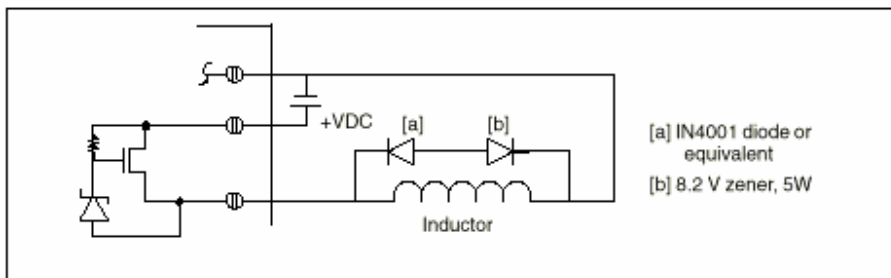 +VDC
[a]
[b]
Inductor
[a] IN4001 diode or
equivalent
[b] 8.2 V zener, 5W